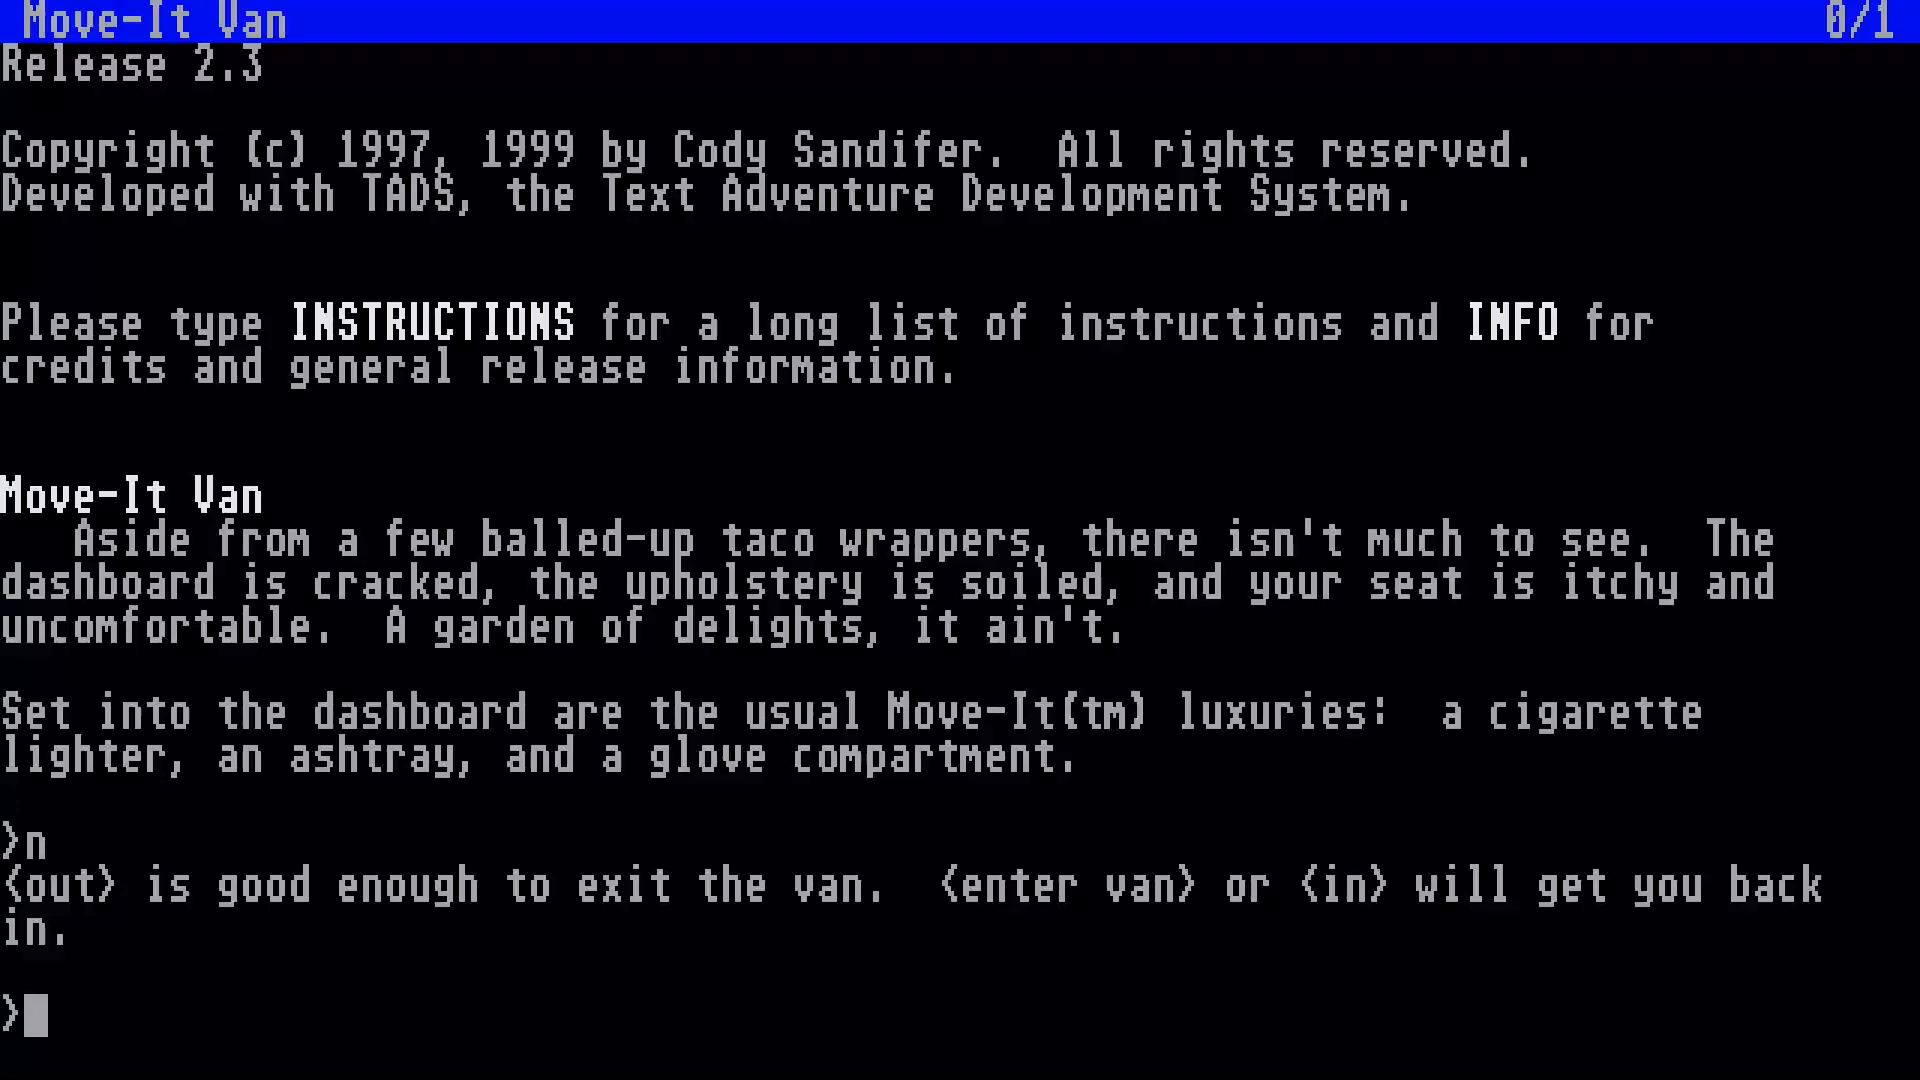 Move-It Van 0/1
Release 2.3
Copyright (c) 1997, 1999 by Cody Sandifer.  All rights reserved.
Developed with TADS, the Text Adventure Development System.
Please type INSTRUCTIONS for a long list of instructions and INFO for
credits and general release information.
Move-It Van
Aside from a few balled-up taco wrappers, there isn't much to see.  The
dashboard is cracked, the upholstery is soiled, and your seat is itchy and
uncomfortable.  A garden of delights, it ain't.
Set into the dashboard are the usual Move-It(tm) luxuries:  a cigarette
lighter, an ashtray, and a glove compartment.
>n
<out> is good enough to exit the van.  <enter van> or <in> will get you back
in.
>